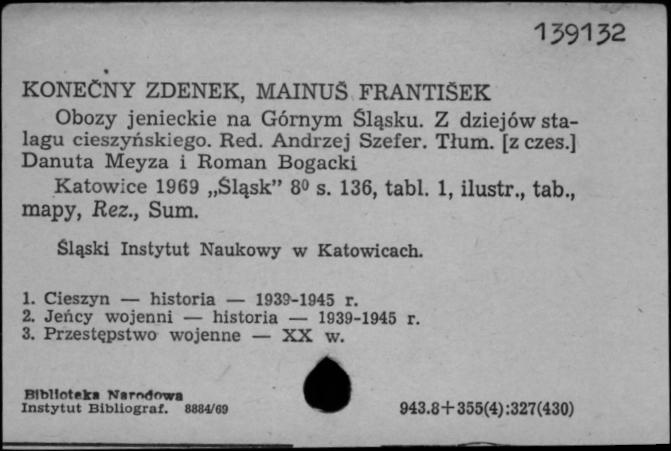 139132
KONEČNY ZDENEK, MAINUŠ FRANTIŠEK
Obozy jenieckie na Górnym Śląsku. Z dziejów sta-
lagu cieszyńskiego. Red. Andrzej Szefer. Tłum. [z czes.]
Danuta Meyza i Roman Bogacki
Katowice 1969 „Śląsk” 8⁰ s. 136, tabl. 1, ilustr., tab.,
mapy, Rez., Sum.
Śląski Instytut Naukowy w Katowicach.
1. Cieszyn — historia — 1939-1945 r.
2. Jeńcy wojenni — historia — 1939-1945 r.
3. Przestępstwo wojenne — XX w.
Biblioteka Narodowa
Instytut Bibliograf. 8884/69
943.8+355(4):327(430)